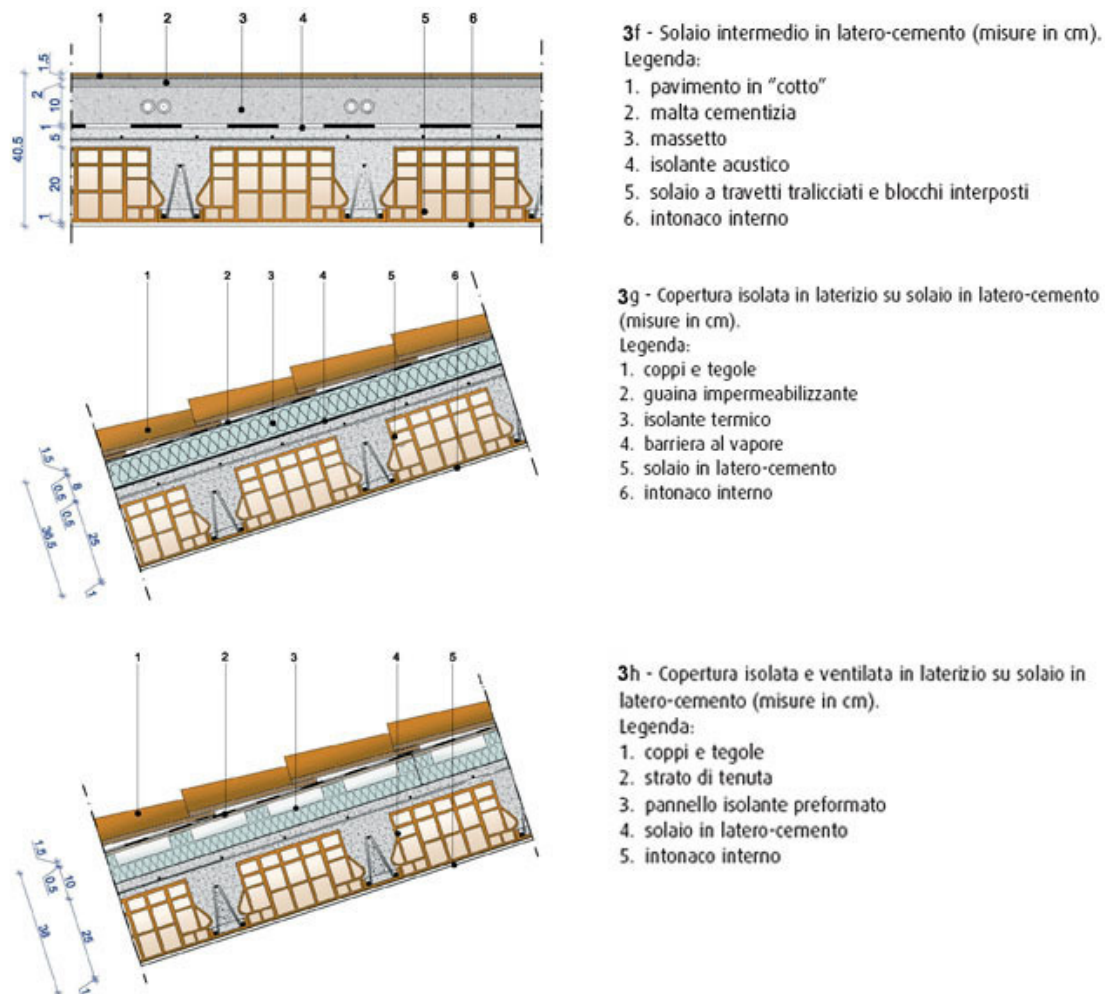 1 2 3 4 5 6
1.5
2
10
1
5
20
1
40.5
3f - Solaio intermedio in latero-cemento (misure in cm).
Legenda:
1. pavimento in "cotto"
2. malta cementizia
3. massetto
4. isolante acustico
5. solaio a travetti tralicciati e blocchi interposti
6. intonaco interno
1 2 3 4 5 6
1.5
8
0.5
0.5
25
36.5
1
3g - Copertura isolata in laterizio su solaio in latero-cemento
(misure in cm).
Legenda:
1. coppi e tegole
2. guaina impermeabilizzante
3. isolante termico
4. barriera al vapore
5. solaio in latero-cemento
6. intonaco interno
1 2 3 4 5
1.5
10
0.5
25
38
1
3h - Copertura isolata e ventilata in laterizio su solaio in
latero-cemento (misure in cm).
Legenda:
1. coppi e tegole
2. strato di tenuta
3. pannello isolante preformato
4. solaio in latero-cemento
5. intonaco interno